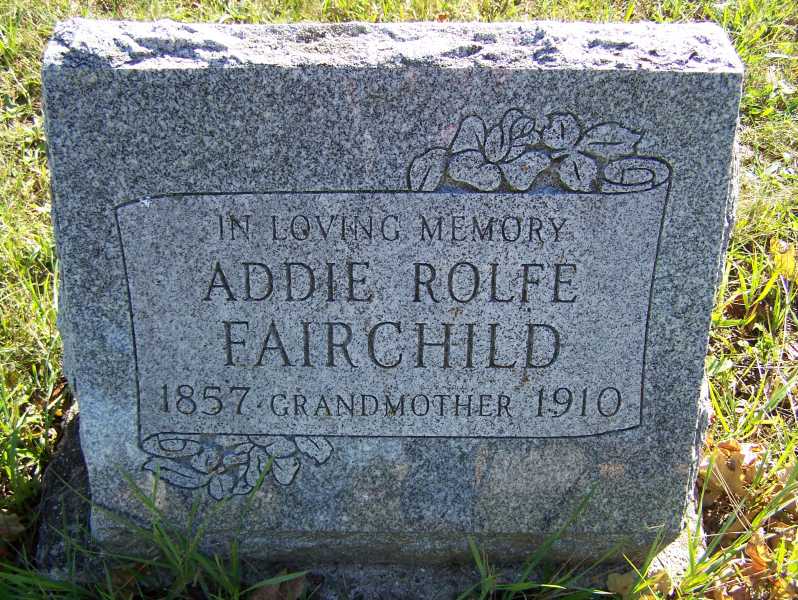 IN LOVING MEMORY
ADDIE ROLFE
FAIRCHILD
1857 · GRANDMOTHER 1910